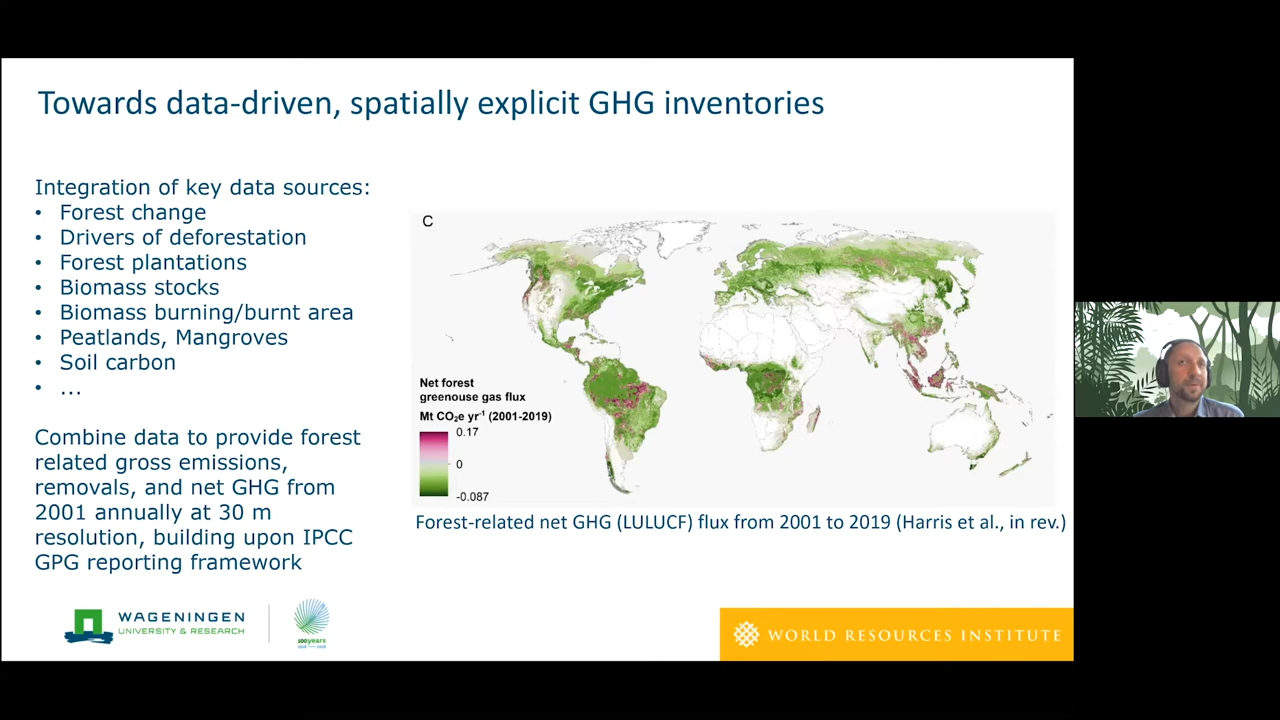 Towards data-driven, spatially explicit GHG inventories
Integration of key data sources:
• Forest change
• Drivers of deforestation
• Forest plantations
• Biomass stocks
• Biomass burning/burnt area
• Peatlands, Mangroves
• Soil carbon
• ...
Combine data to provide forest
related gross emissions,
removals, and net GHG from
2001 annually at 30 m
resolution, building upon IPCC
GPG reporting framework
C
Net forest
greenouse gas flux
Mt CO₂e yr⁻¹ (2001-2019)
0.17
0
-0.087
Forest-related net GHG (LULUCF) flux from 2001 to 2019 (Harris et al., in rev.)
WAGENINGEN
UNIVERSITY & RESEARCH
100years
WORLD RESOURCES INSTITUTE